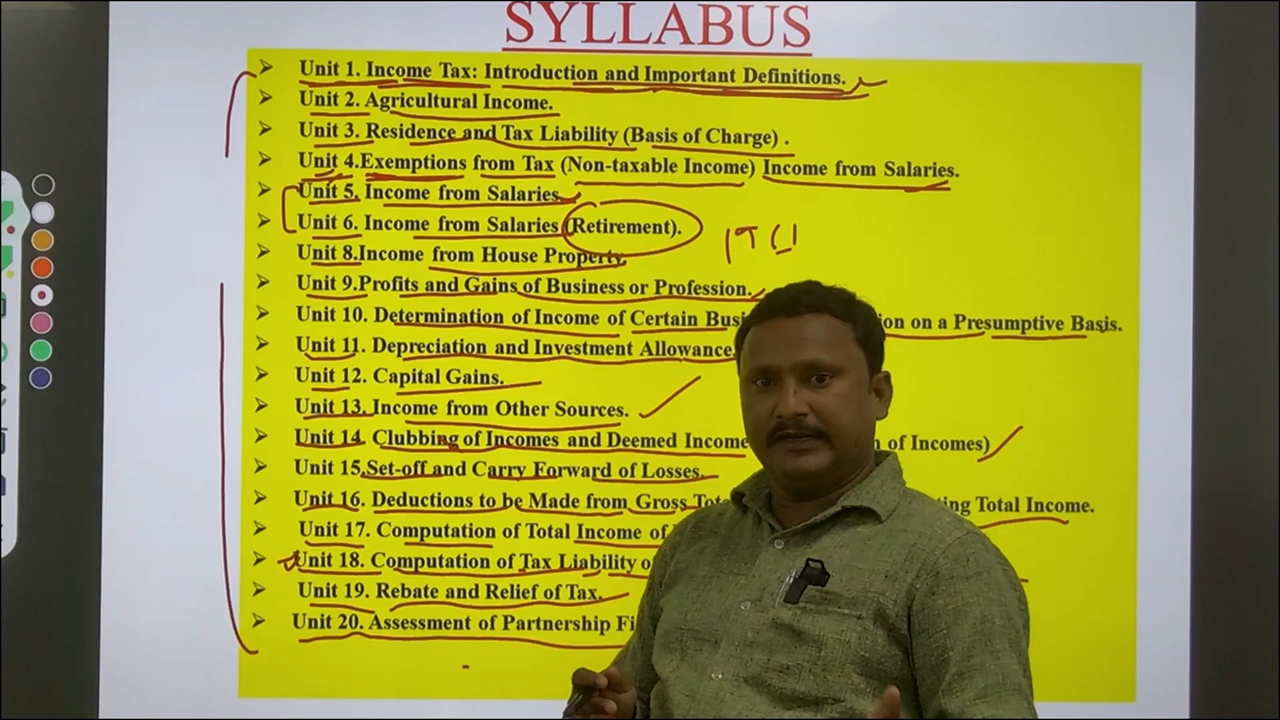 SYLLABUS
➢ Unit 1. Income Tax: Introduction and Important Definitions.
➢ Unit 2. Agricultural Income.
➢ Unit 3. Residence and Tax Liability (Basis of Charge) .
➢ Unit 4.Exemptions from Tax (Non-taxable Income) Income from Salaries.
➢ Unit 5. Income from Salaries.
➢ Unit 6. Income from Salaries (Retirement).
➢ Unit 8.Income from House Property.
➢ Unit 9.Profits and Gains of Business or Profession.
➢ Unit 10. Determination of Income of Certain on a Presumptive Basis.
➢ Unit 11. Depreciation and Investment Allowance.
➢ Unit 12. Capital Gains.
➢ Unit 13. Income from Other Sources.
➢ Unit 14. Clubbing of Incomes and Deemed Income of Incomes)
➢ Unit 15.Set-off and Carry Forward of Losses.
➢ Unit 16. Deductions to be Made from Gross Total Income.
➢ Unit 17. Computation of Total Income of
➢ Unit 18. Computation of Tax Liability
➢ Unit 19. Rebate and Relief of Tax.
➢ Unit 20. Assessment of Partnership